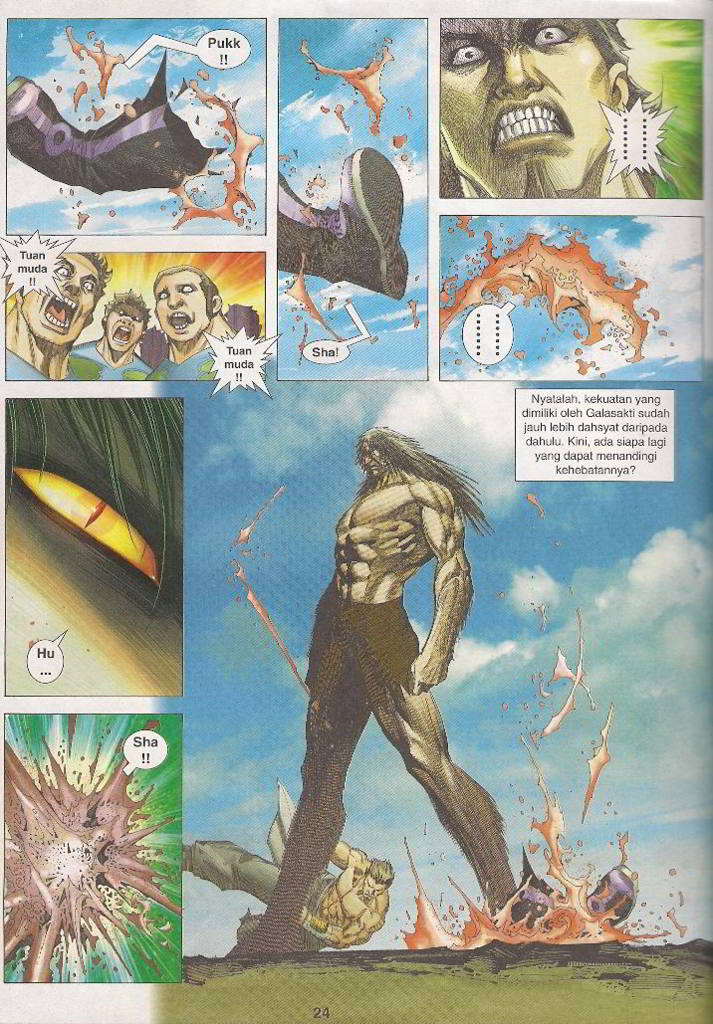 Pukk
!!
Tuan
muda
!!
Tuan
muda
!!
Sha!
Hu
...
Sha
!!
Nyatalah, kekuatan yang
dimiliki oleh Galasakti sudah
jauh lebih dahsyat daripada
dahulu. Kini, ada siapa lagi
yang dapat menandingi
kehebatannya?
24